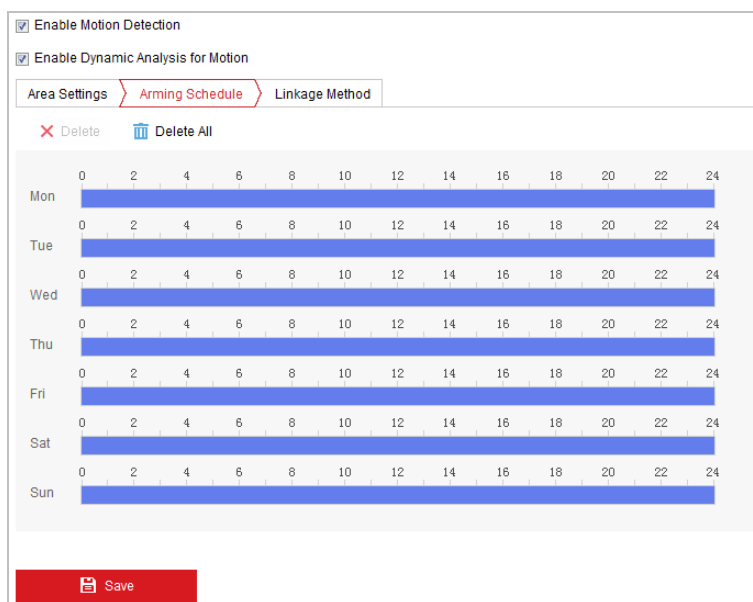 Enable Motion Detection
Enable Dynamic Analysis for Motion
Area Settings Arming Schedule Linkage Method
Delete Delete All
0 2 4 6 8 10 12 14 16 18 20 22 24
Mon
0 2 4 6 8 10 12 14 16 18 20 22 24
Tue
0 2 4 6 8 10 12 14 16 18 20 22 24
Wed
0 2 4 6 8 10 12 14 16 18 20 22 24
Thu
0 2 4 6 8 10 12 14 16 18 20 22 24
Fri
0 2 4 6 8 10 12 14 16 18 20 22 24
Sat
0 2 4 6 8 10 12 14 16 18 20 22 24
Sun
Save